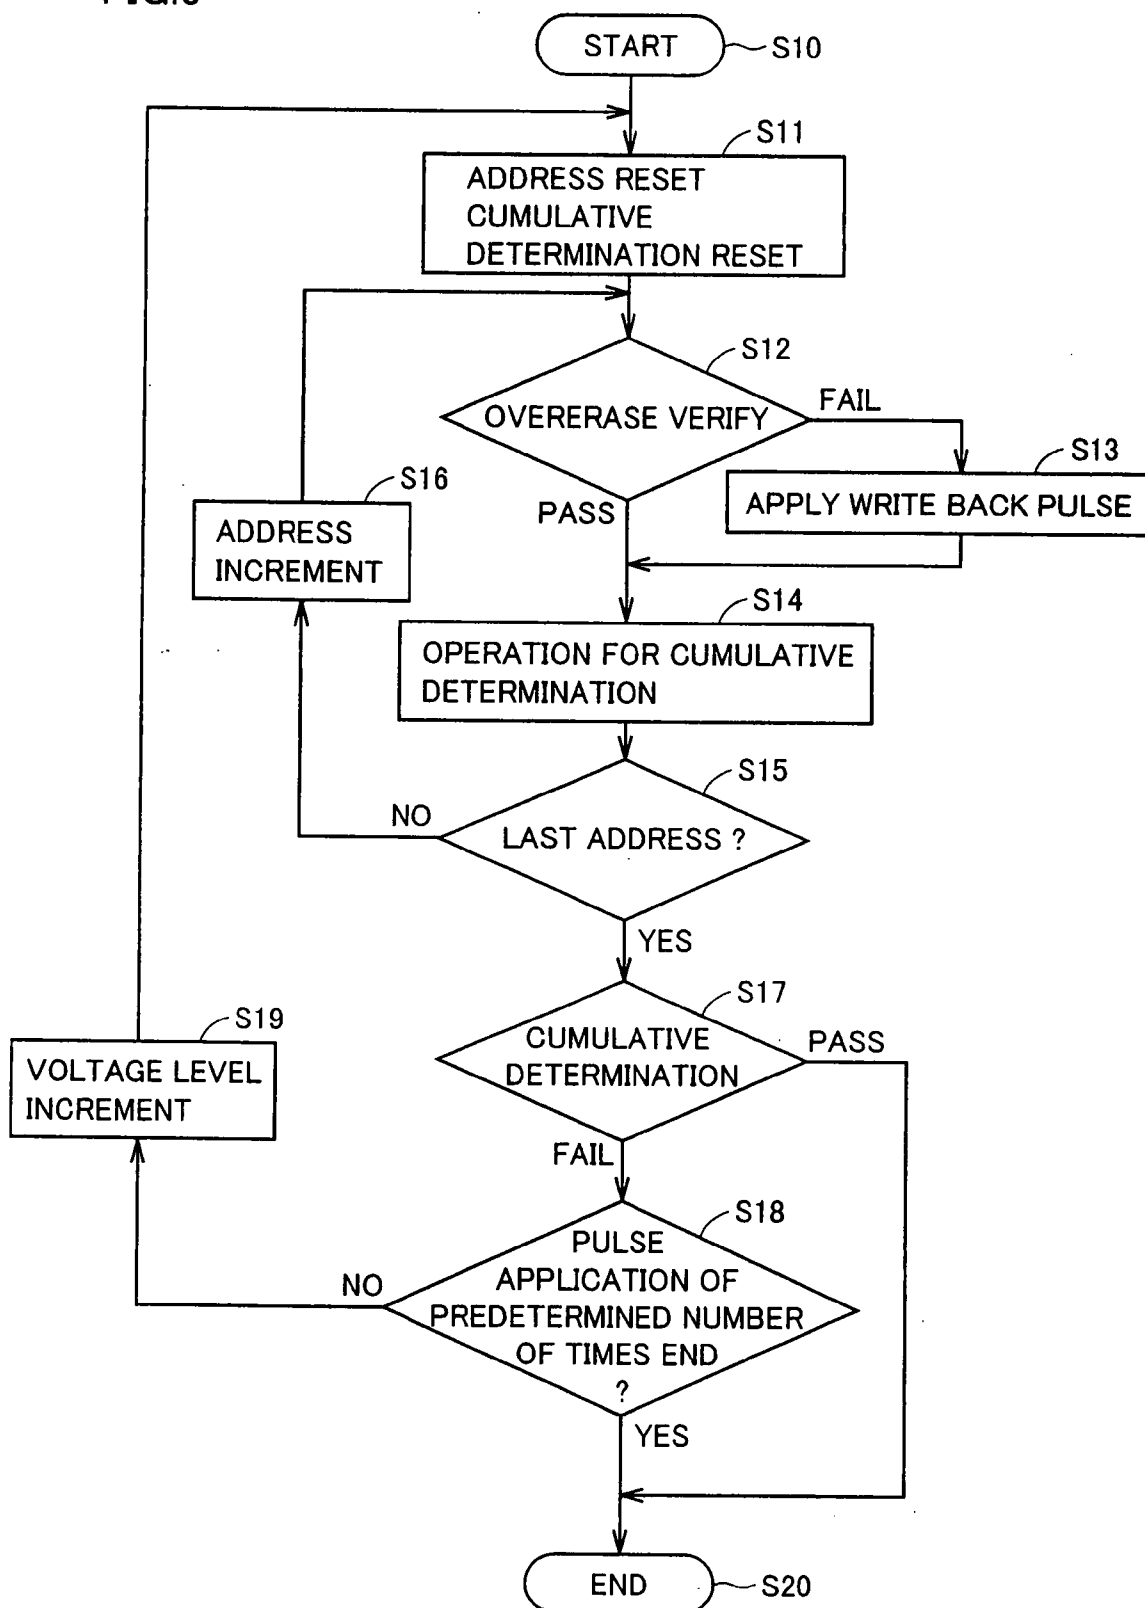 START
S10
S11
ADDRESS RESET
CUMULATIVE
DETERMINATION RESET
S12
OVERERASE VERIFY
FAIL
S13
APPLY WRITE BACK PULSE
PASS
S16
ADDRESS
INCREMENT
S14
OPERATION FOR CUMULATIVE
DETERMINATION
S15
LAST ADDRESS ?
NO
YES
S17
CUMULATIVE
DETERMINATION
PASS
S19
VOLTAGE LEVEL
INCREMENT
FAIL
S18
PULSE
APPLICATION OF
PREDETERMINED NUMBER
OF TIMES END
?
NO
YES
END
S20